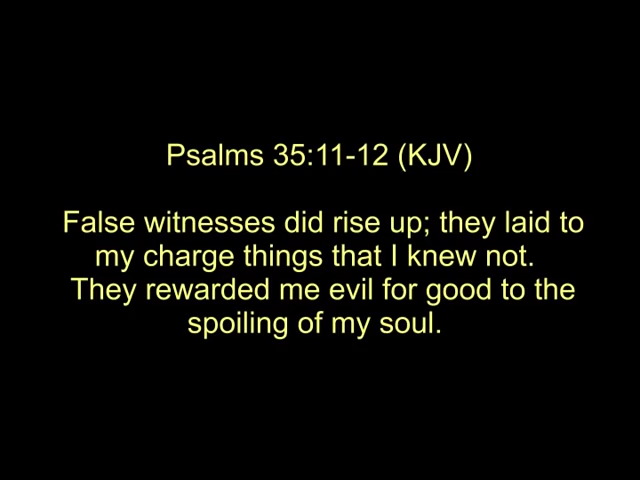 Psalms 35:11-12 (KJV)
False witnesses did rise up; they laid to
my charge things that I knew not.
They rewarded me evil for good to the
spoiling of my soul.